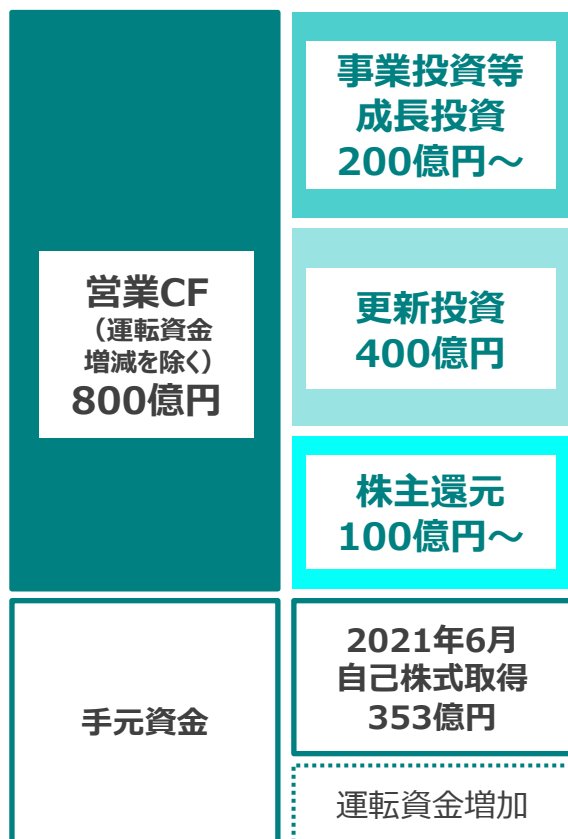 営業CF
（運転資金
増減を除く）
800億円
手元資金
事業投資等
成長投資
200億円～
更新投資
400億円
株主還元
100億円～
2021年6月
自己株式取得
353億円
運転資金増加